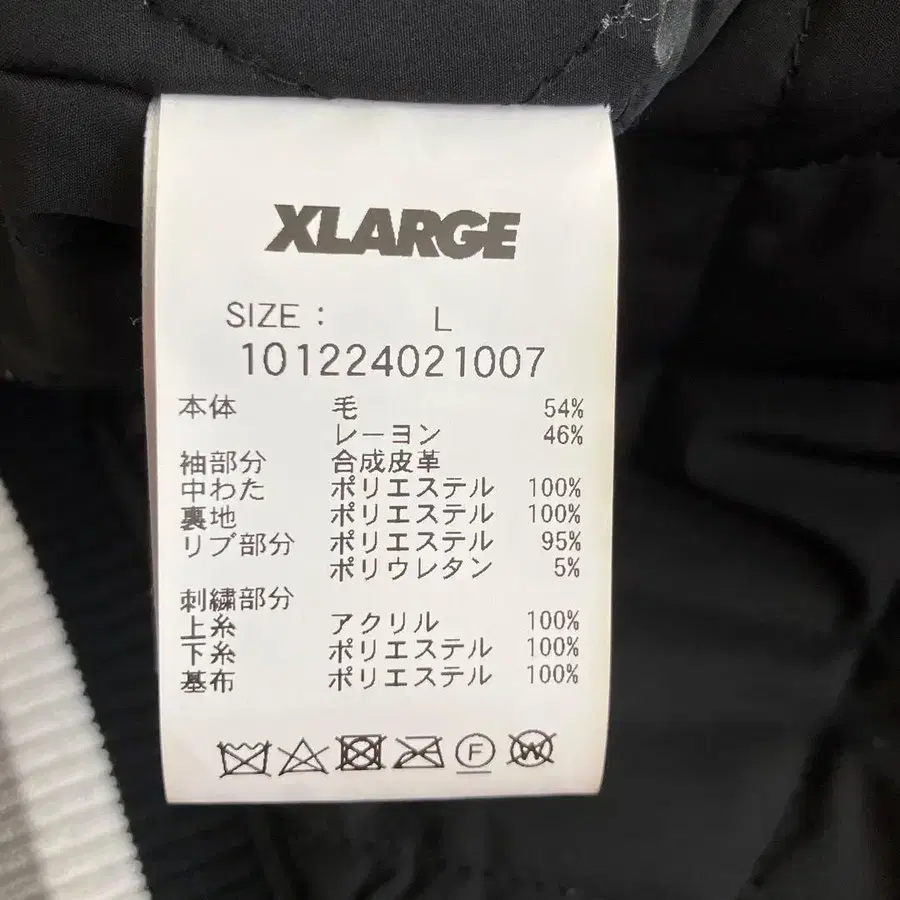 XLARGE
SIZE : L
101224021007
本体 毛 54%
レーヨン 46%
袖部分 合成皮革
中わた ポリエステル 100%
裏地 ポリエステル 100%
リブ部分 ポリエステル 95%
ポリウレタン 5%
刺繍部分
上糸 アクリル 100%
下糸 ポリエステル 100%
基布 ポリエステル 100%
F W